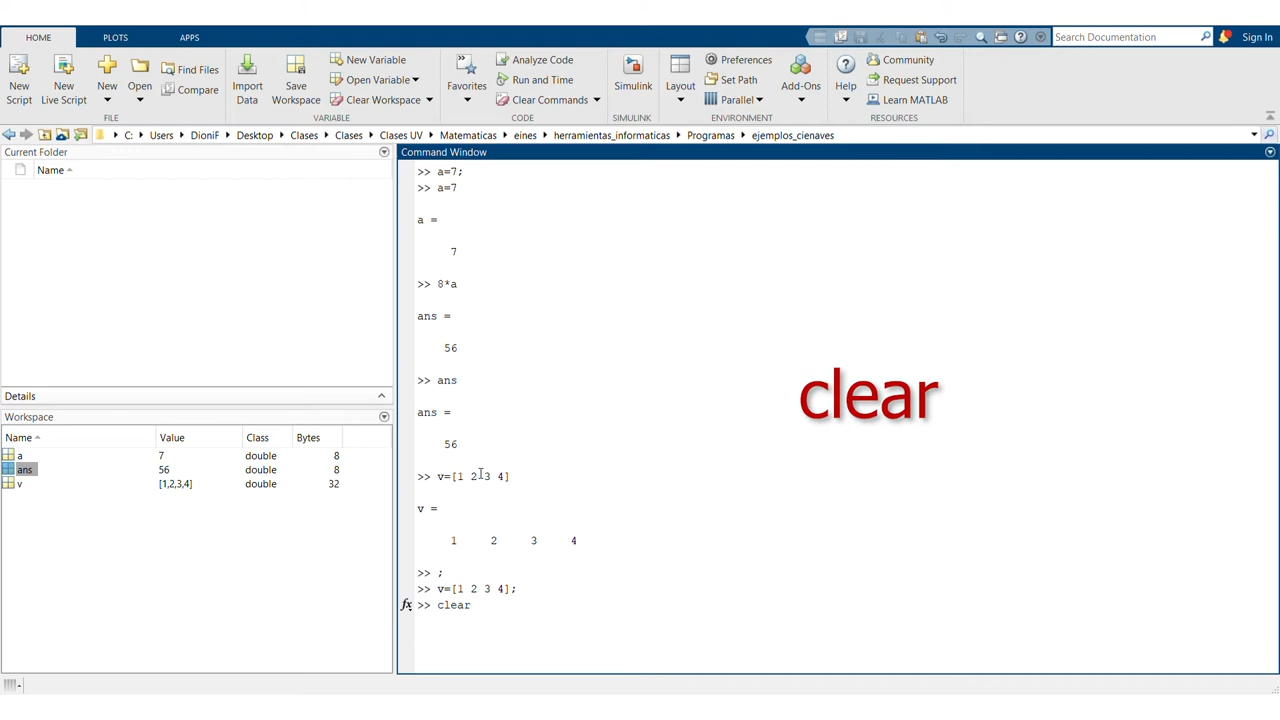 HOME PLOTS APPS
Search Documentation
Sign In
New Script
New Live Script
New
Open
Find Files
Compare
FILE
Import Data
Save Workspace
New Variable
Open Variable
Clear Workspace
VARIABLE
Favorites
Analyze Code
Run and Time
Clear Commands
CODE
Simulink
SIMULINK
Layout
Preferences
Set Path
Parallel
Add-Ons
ENVIRONMENT
Help
Community
Request Support
Learn MATLAB
RESOURCES
C: Users DioniF Desktop Clases Clases Clases UV Matematicas eines herramientas_informaticas Programas ejemplos_cienaves
Current Folder
Name
Details
Workspace
Name Value Class Bytes
a 7 double 8
ans 56 double 8
v [1,2,3,4] double 32
Command Window
>> a=7;
>> a=7
a =
7
>> 8*a
ans =
56
>> ans
ans =
56
>> v=[1 2 3 4]
v =
1 2 3 4
>> ;
>> v=[1 2 3 4];
fx >> clear
clear